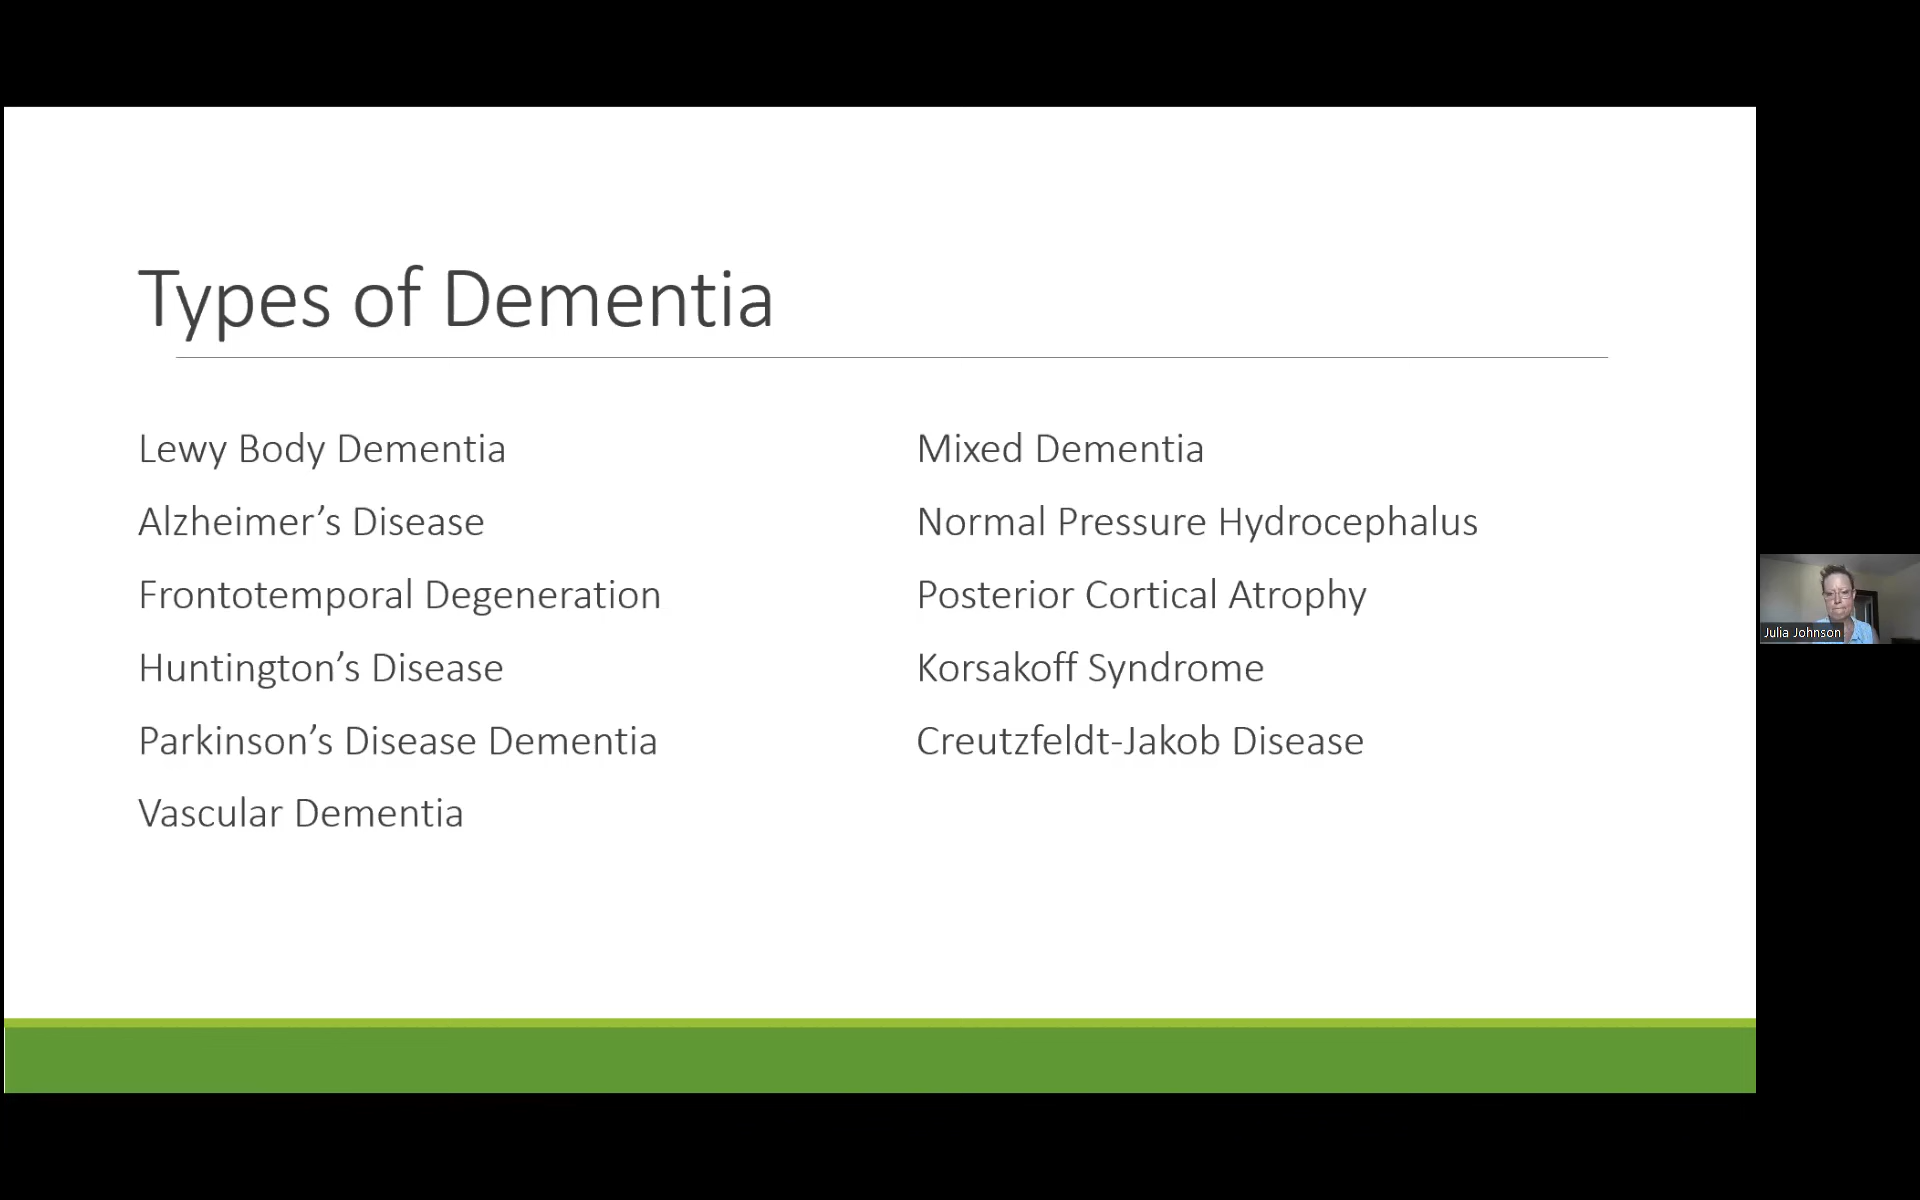 Types of Dementia
Lewy Body Dementia
Alzheimer’s Disease
Frontotemporal Degeneration
Huntington’s Disease
Parkinson’s Disease Dementia
Vascular Dementia
Mixed Dementia
Normal Pressure Hydrocephalus
Posterior Cortical Atrophy
Korsakoff Syndrome
Creutzfeldt-Jakob Disease
Julia Johnson